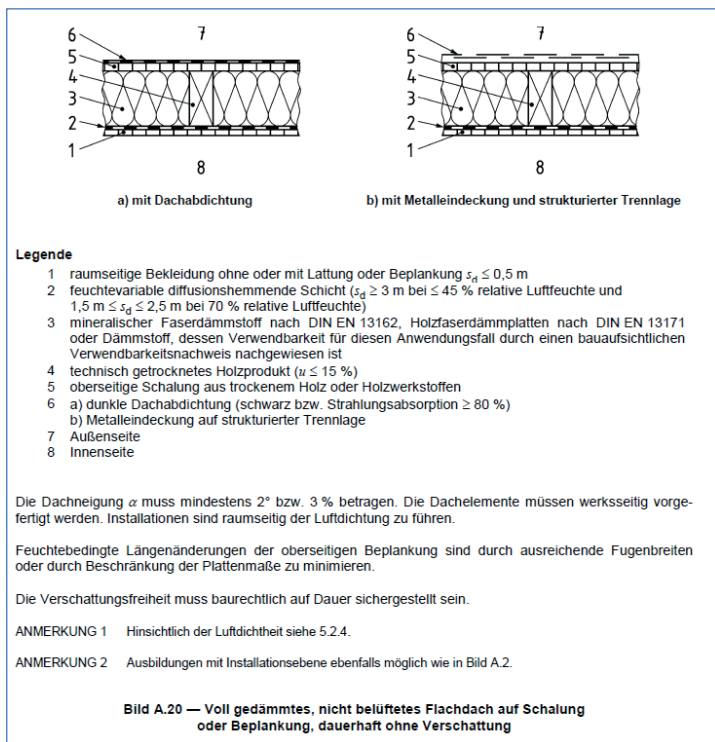 6 7 6
5 5
4 4
3 3
2 2
1 1
8 8
a) mit Dachabdichtung b) mit Metalleindeckung und strukturierter Trennlage
Legende
1 raumseitige Bekleidung ohne oder mit Lattung oder Beplankung sd ≤ 0,5 m
2 feuchtevariable diffusionshemmende Schicht (sd ≥ 3 m bei ≤ 45 % relative Luftfeuchte und
1,5 m ≤ sd ≤ 2,5 m bei 70 % relative Luftfeuchte)
3 mineralischer Faserdämmstoff nach DIN EN 13162, Holzfaserdämmplatten nach DIN EN 13171
oder Dämmstoff, dessen Verwendbarkeit für diesen Anwendungsfall durch einen bauaufsichtlichen
Verwendbarkeitsnachweis nachgewiesen ist
4 technisch getrocknetes Holzprodukt (u ≤ 15 %)
5 oberseitige Schalung aus trockenem Holz oder Holzwerkstoffen
6 a) dunkle Dachabdichtung (schwarz bzw. Strahlungsabsorption ≥ 80 %)
b) Metalleindeckung auf strukturierter Trennlage
7 Außenseite
8 Innenseite
Die Dachneigung α muss mindestens 2° bzw. 3 % betragen. Die Dachelemente müssen werksseitig vorge-
fertigt werden. Installationen sind raumseitig der Luftdichtung zu führen.
Feuchtebedingte Längenänderungen der oberseitigen Beplankung sind durch ausreichende Fugenbreiten
oder durch Beschränkung der Plattenmaße zu minimieren.
Die Verschattungsfreiheit muss baurechtlich auf Dauer sichergestellt sein.
ANMERKUNG 1 Hinsichtlich der Luftdichtheit siehe 5.2.4.
ANMERKUNG 2 Ausbildungen mit Installationsebene ebenfalls möglich wie in Bild A.2.
Bild A.20 — Voll gedämmtes, nicht belüftetes Flachdach auf Schalung
oder Beplankung, dauerhaft ohne Verschattung